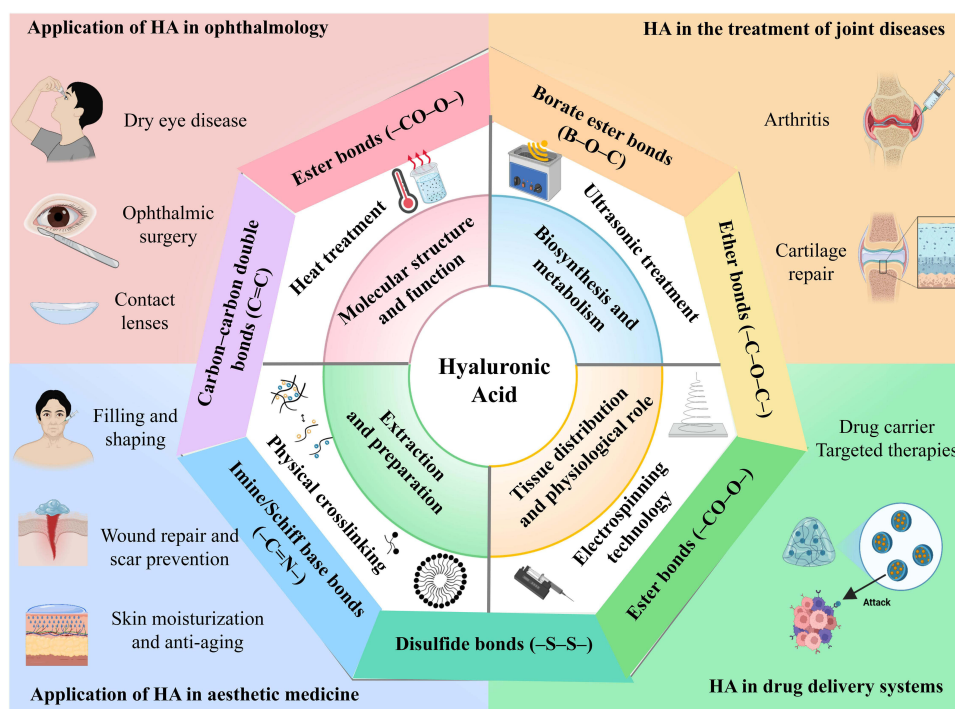 Application of HA in ophthalmology
HA in the treatment of joint diseases
Dry eye disease
Ophthalmic
surgery
Contact
lenses
Arthritis
Cartilage
repair
Ester bonds (–CO–O–)
Borate ester bonds
(B–O–C)
Ether bonds (–C–O–C–)
Ester bonds (–CO–O–)
Disulfide bonds (–S–S–)
Imine/Schiff base bonds
(–C=N–)
Carbon–carbon double
bonds (C=C)
Heat treatment
Ultrasonic treatment
Electrospinning
technology
Physical crosslinking
Molecular structure
and function
Biosynthesis and
metabolism
Tissue distribution
and physiological role
Extraction
and preparation
Hyaluronic
Acid
Filling and
shaping
Wound repair and
scar prevention
Skin moisturization
and anti-aging
Drug carrier
Targeted therapies
Attack
Application of HA in aesthetic medicine
HA in drug delivery systems